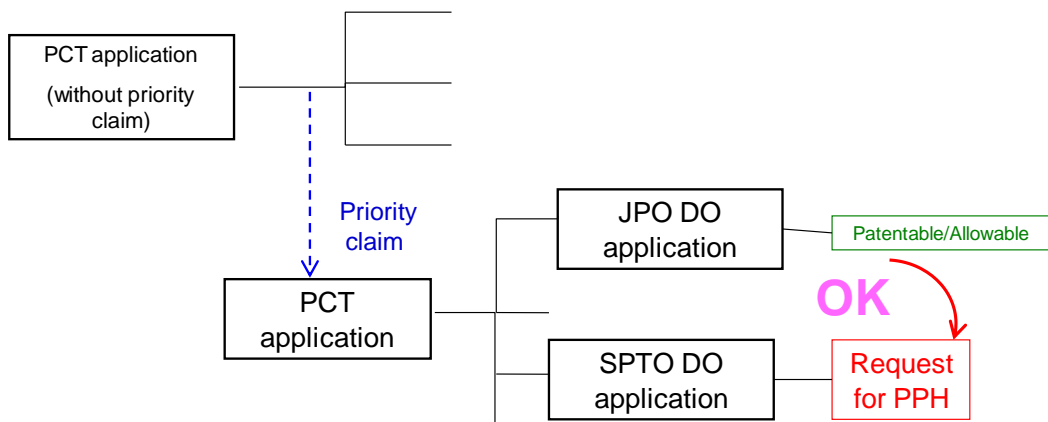 PCT application
(without priority
claim)
Priority
claim
PCT
application
JPO DO
application
Patentable/Allowable
OK
SPTO DO
application
Request
for PPH